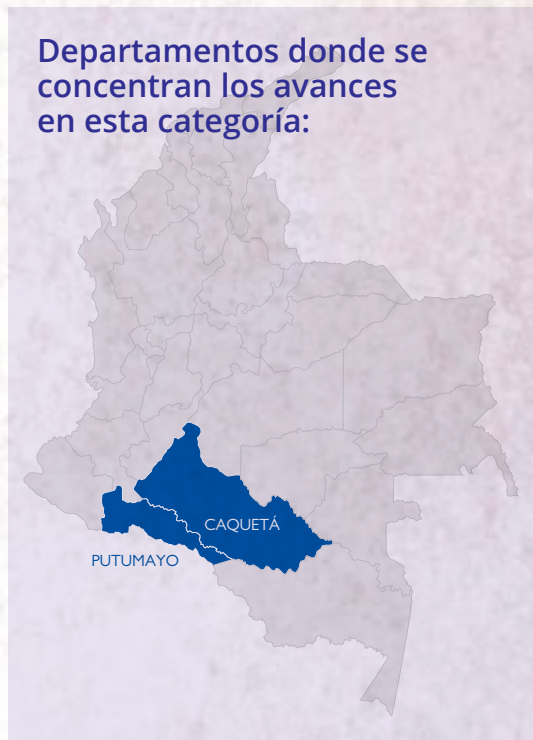 Departamentos donde se
concentran los avances
en esta categoría:
CAQUETÁ
PUTUMAYO